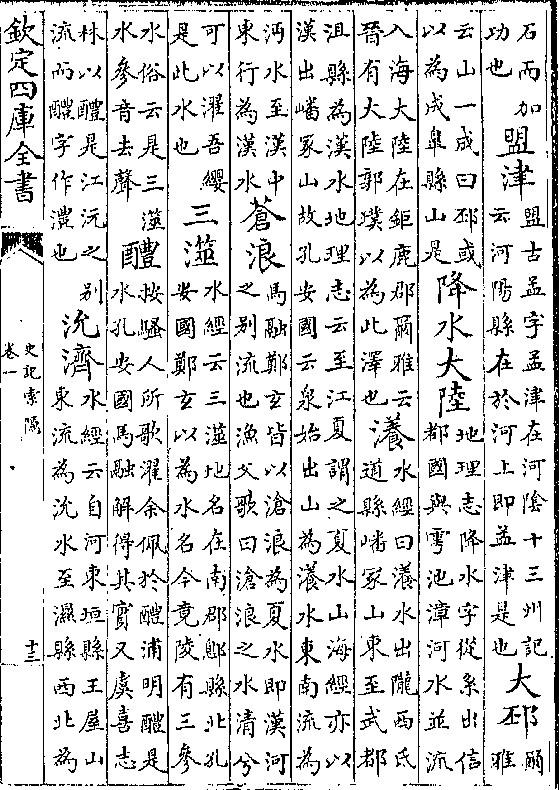 石而加功也盟津盟古孟字孟津在河陰十三州記云河陽縣在於河上即孟津是也大邳爾雅
云山一成曰邳或以為成臯縣山是降水大陸地理志降水字從系出信都國與虖池漳河水並流
入海大陸在鉅鹿郡爾雅云晉有大陸郭璞以為此澤也瀁水經曰瀁水出隴西氐道縣嶓冢山東至武都
沮縣為漢水地理志云至江夏謂之夏水山海經亦以漢出嶓冢山故孔安國云泉始出山為瀁水東南流為
沔水至漢中東行為漢水蒼浪馬融鄭玄皆以滄浪為夏水即漢河之别流也漁父歌曰滄浪之水清兮
可以濯吾纓是此水也三澨水經云三澨地名在南郡䢵縣北孔安國鄭玄以為水名今竟陵有三參
水俗云是三澨水參音去聲醴按騷人所歌濯余佩於醴浦明醴是水孔安國馬融解得其實又虞喜志
林以醴是江沅之别流而醴字作澧也沇濟水經云自河東垣縣王屋山東流為沇水至濕縣西北為
欽定四庫全書
史記索隱
卷一
十三